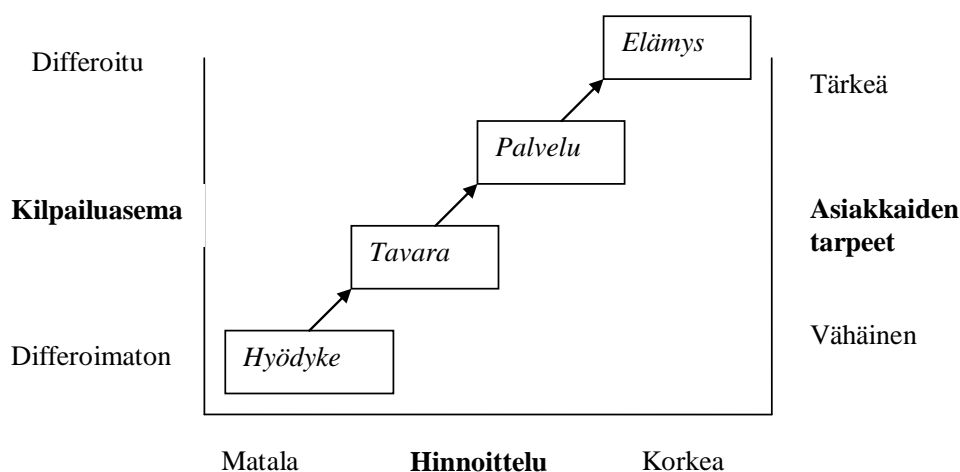 Elämys
Differoitu
Tärkeä
Palvelu
Kilpailuasema
Asiakkaiden
tarpeet
Tavara
Vähäinen
Differoimaton
Hyödyke
Matala
Hinnoittelu
Korkea